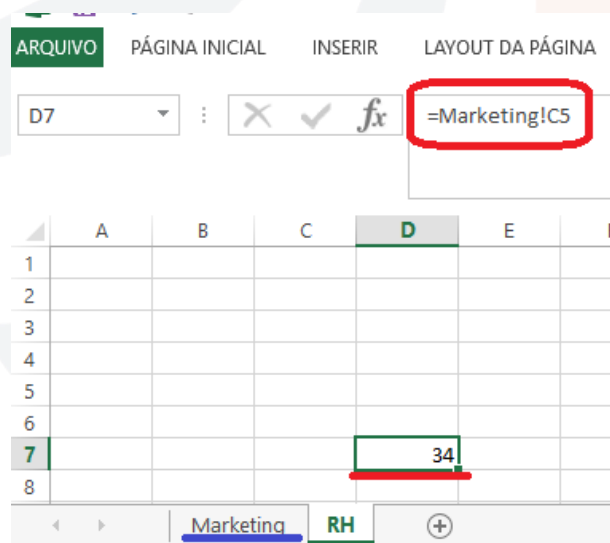 ARQUIVO PÁGINA INICIAL INSERIR LAYOUT DA PÁGINA
D7 fx =Marketing!C5
A B C D E
1
2
3
4
5
6
7 34
8
Marketing RH